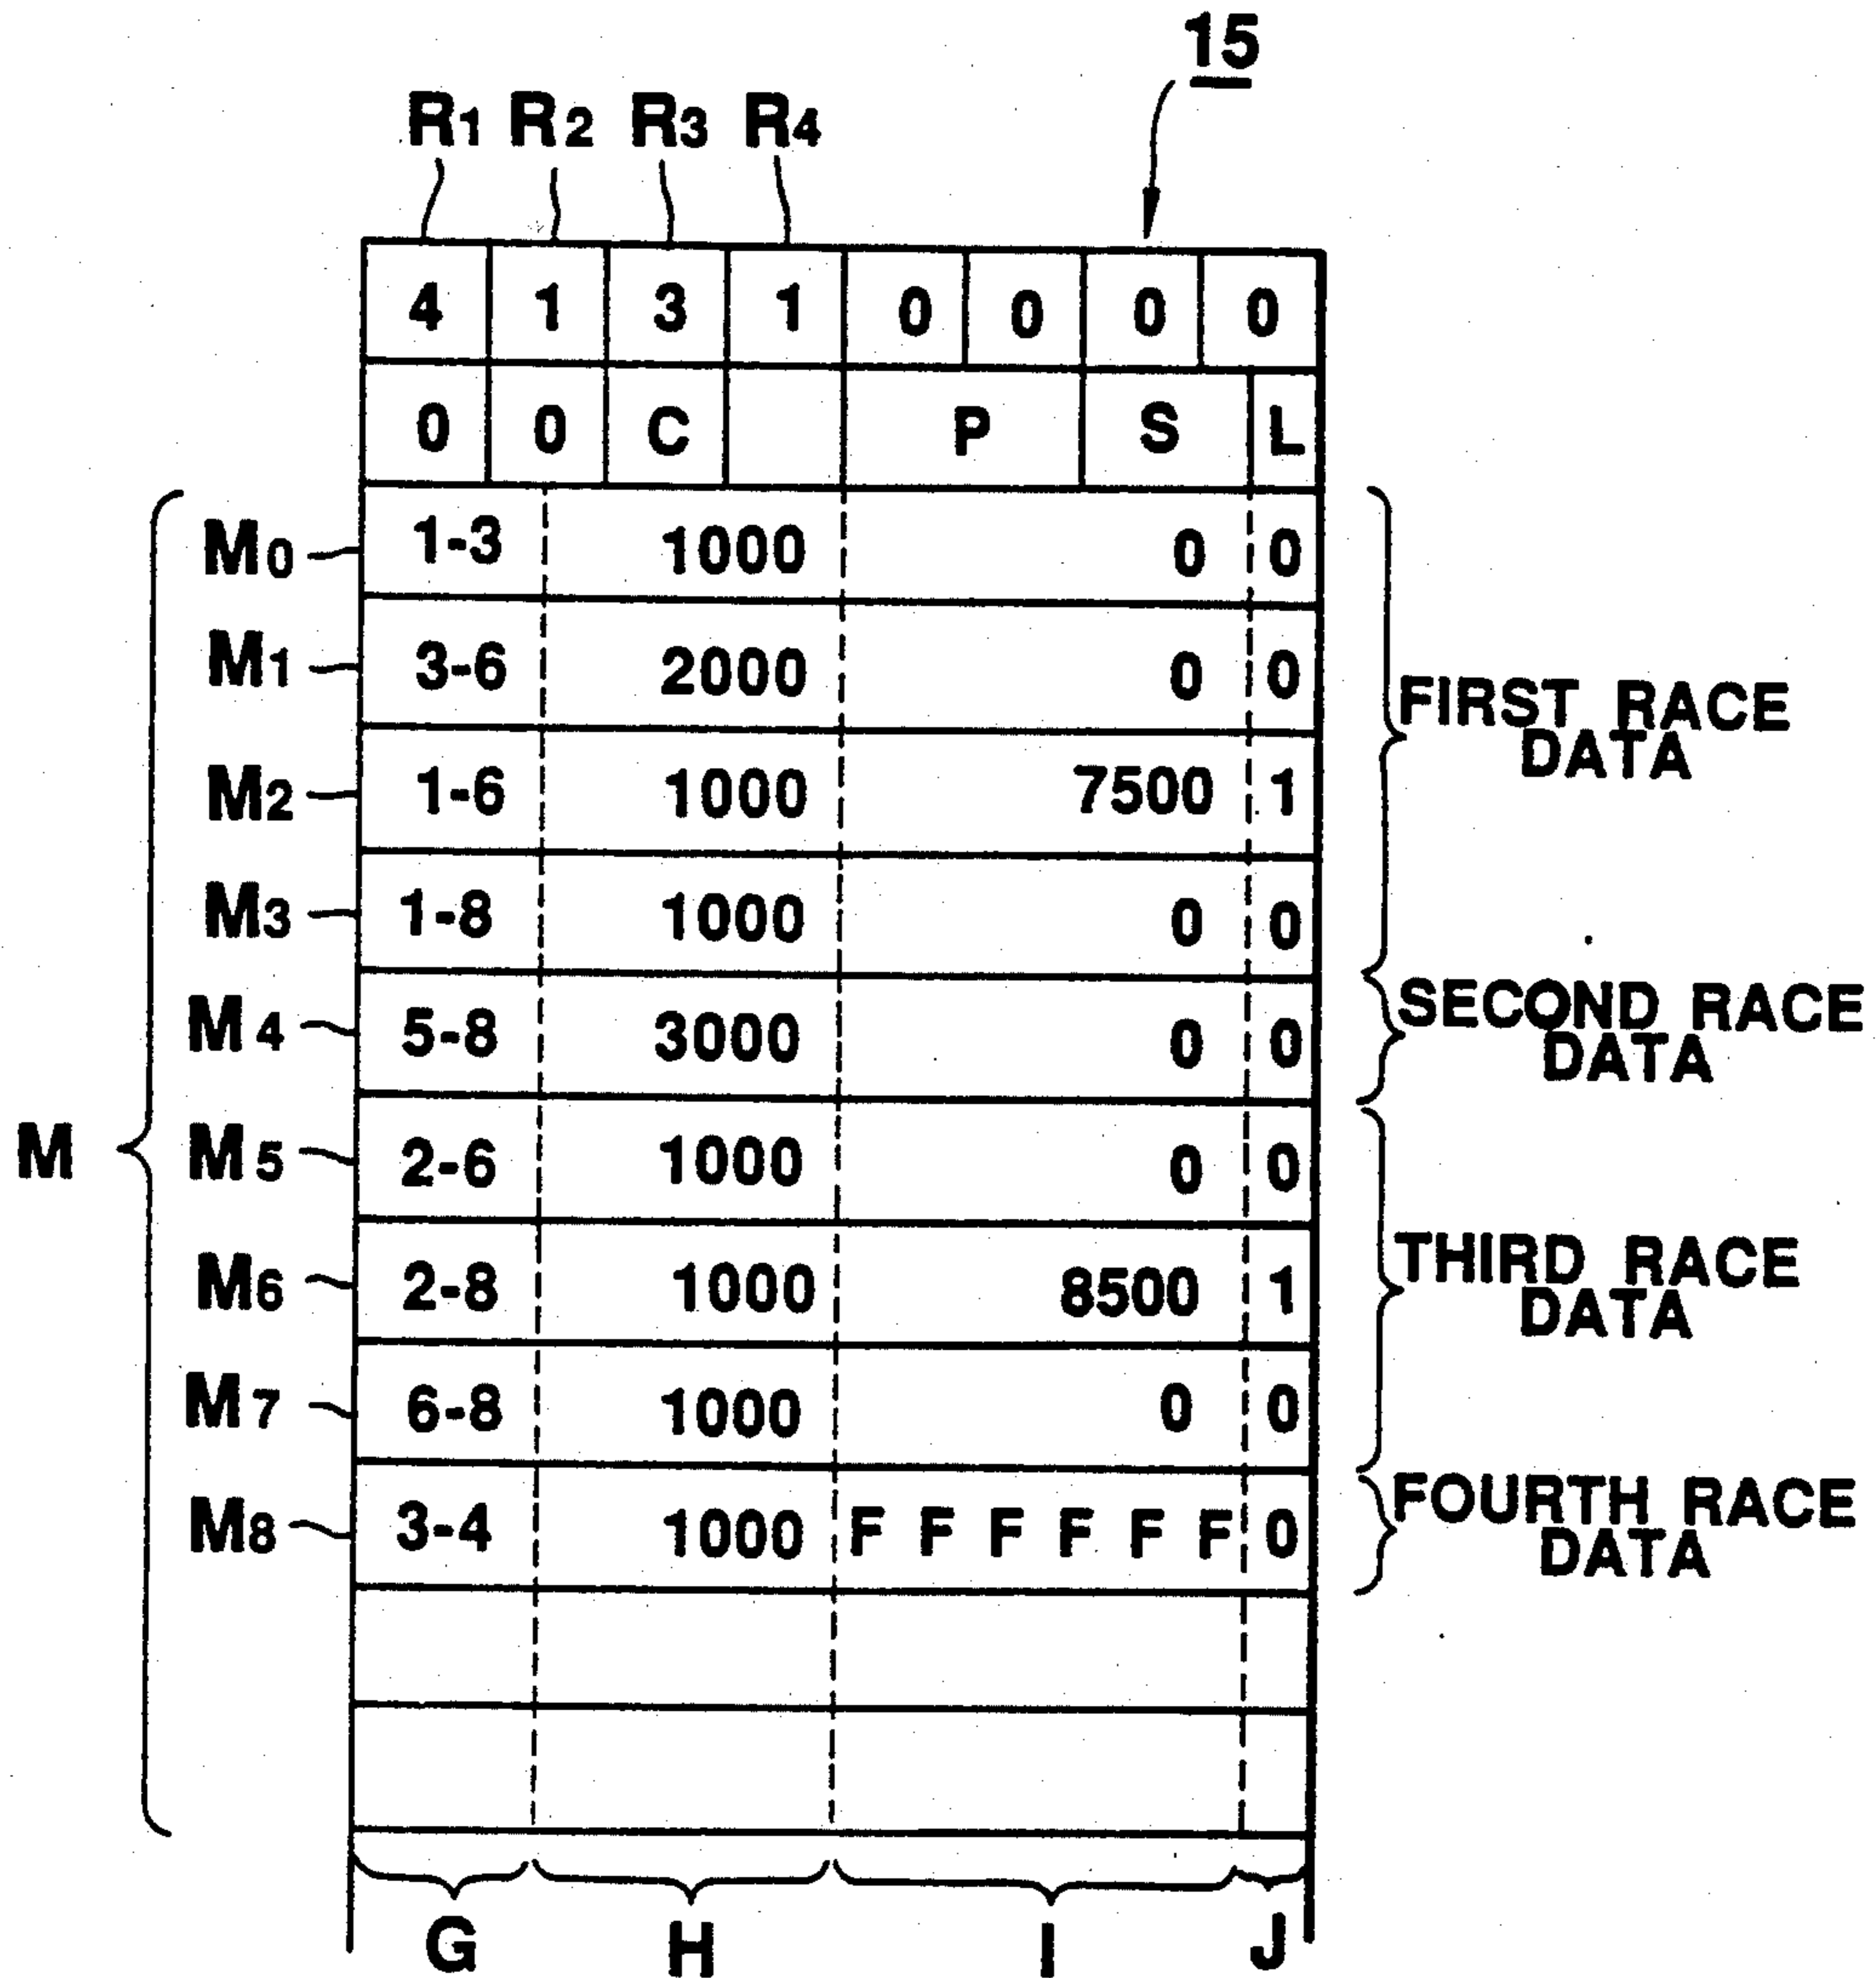 15
R1 R2 R3 R4
4 1 3 1 0 0 0 0
0 0 C P S L
M0 1-3 1000 0 0
M1 3-6 2000 0 0
FIRST RACE
DATA
M2 1-6 1000 7500 1
M3 1-8 1000 0 0
M4 5-8 3000 0 0
SECOND RACE
DATA
M
M5 2-6 1000 0 0
M6 2-8 1000 8500 1
THIRD RACE
DATA
M7 6-8 1000 0 0
M8 3-4 1000 F F F F F F 0
FOURTH RACE
DATA
G H I J